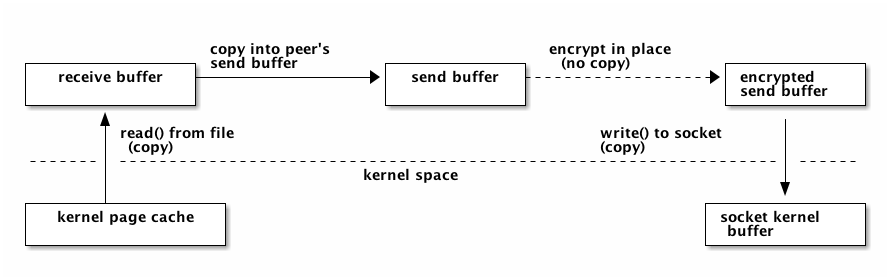 copy into peer's
send buffer
encrypt in place
(no copy)
receive buffer
send buffer
encrypted
send buffer
read() from file
(copy)
write() to socket
(copy)
kernel space
kernel page cache
socket kernel
buffer